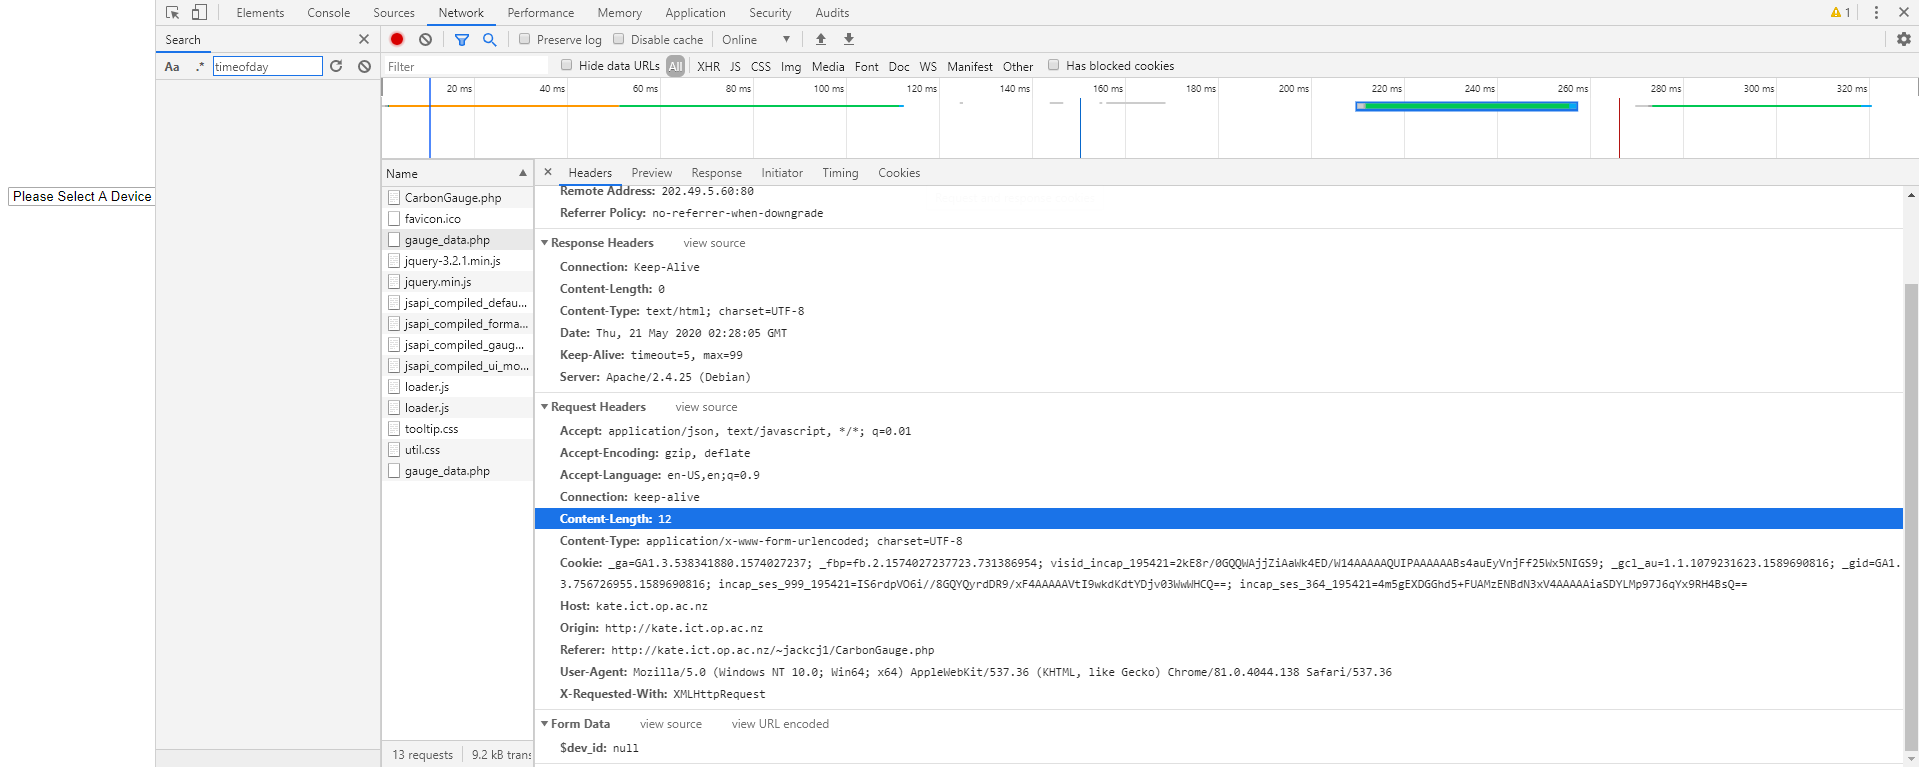 Elements Console Sources Network Performance Memory Application Security Audits 1
Search
Preserve log Disable cache Online
Aa .* timeofday
Filter Hide data URLs All XHR JS CSS Img Media Font Doc WS Manifest Other Has blocked cookies
20 ms 40 ms 60 ms 80 ms 100 ms 120 ms 140 ms 160 ms 180 ms 200 ms 220 ms 240 ms 260 ms 280 ms 300 ms 320 ms
Please Select A Device
Name
CarbonGauge.php
favicon.ico
gauge_data.php
jquery-3.2.1.min.js
jquery.min.js
jsapi_compiled_defau...
jsapi_compiled_forma...
jsapi_compiled_gaug...
jsapi_compiled_ui_mo...
loader.js
loader.js
tooltip.css
util.css
gauge_data.php
13 requests 9.2 kB trans
Headers Preview Response Initiator Timing Cookies
Remote Address: 202.49.5.60:80
Referrer Policy: no-referrer-when-downgrade
Response Headers view source
Connection: Keep-Alive
Content-Length: 0
Content-Type: text/html; charset=UTF-8
Date: Thu, 21 May 2020 02:28:05 GMT
Keep-Alive: timeout=5, max=99
Server: Apache/2.4.25 (Debian)
Request Headers view source
Accept: application/json, text/javascript, */*; q=0.01
Accept-Encoding: gzip, deflate
Accept-Language: en-US,en;q=0.9
Connection: keep-alive
Content-Length: 12
Content-Type: application/x-www-form-urlencoded; charset=UTF-8
Cookie: _ga=GA1.3.538341880.1574027237; _fbp=fb.2.1574027237723.731386954; visid_incap_195421=2kE8r/0GQQWAjjZiAaWk4ED/W14AAAAAQUIPAAAAAABs4auEyVnjFf25Wx5NIGS9; _gcl_au=1.1.1079231623.1589690816; _gid=GA1.
3.756726955.1589690816; incap_ses_999_195421=IS6rdpVO6i//8GQYQyrdDR9/xF4AAAAAVtI9wkdKdtYDjv03WwWHCQ==; incap_ses_364_195421=4m5gEXDGGhd5+FUAMzENBdN3xV4AAAAAiaSDYLMp97J6qYx9RH4BsQ==
Host: kate.ict.op.ac.nz
Origin: http://kate.ict.op.ac.nz
Referer: http://kate.ict.op.ac.nz/~jackcj1/CarbonGauge.php
User-Agent: Mozilla/5.0 (Windows NT 10.0; Win64; x64) AppleWebKit/537.36 (KHTML, like Gecko) Chrome/81.0.4044.138 Safari/537.36
X-Requested-With: XMLHttpRequest
Form Data view source view URL encoded
$dev_id: null